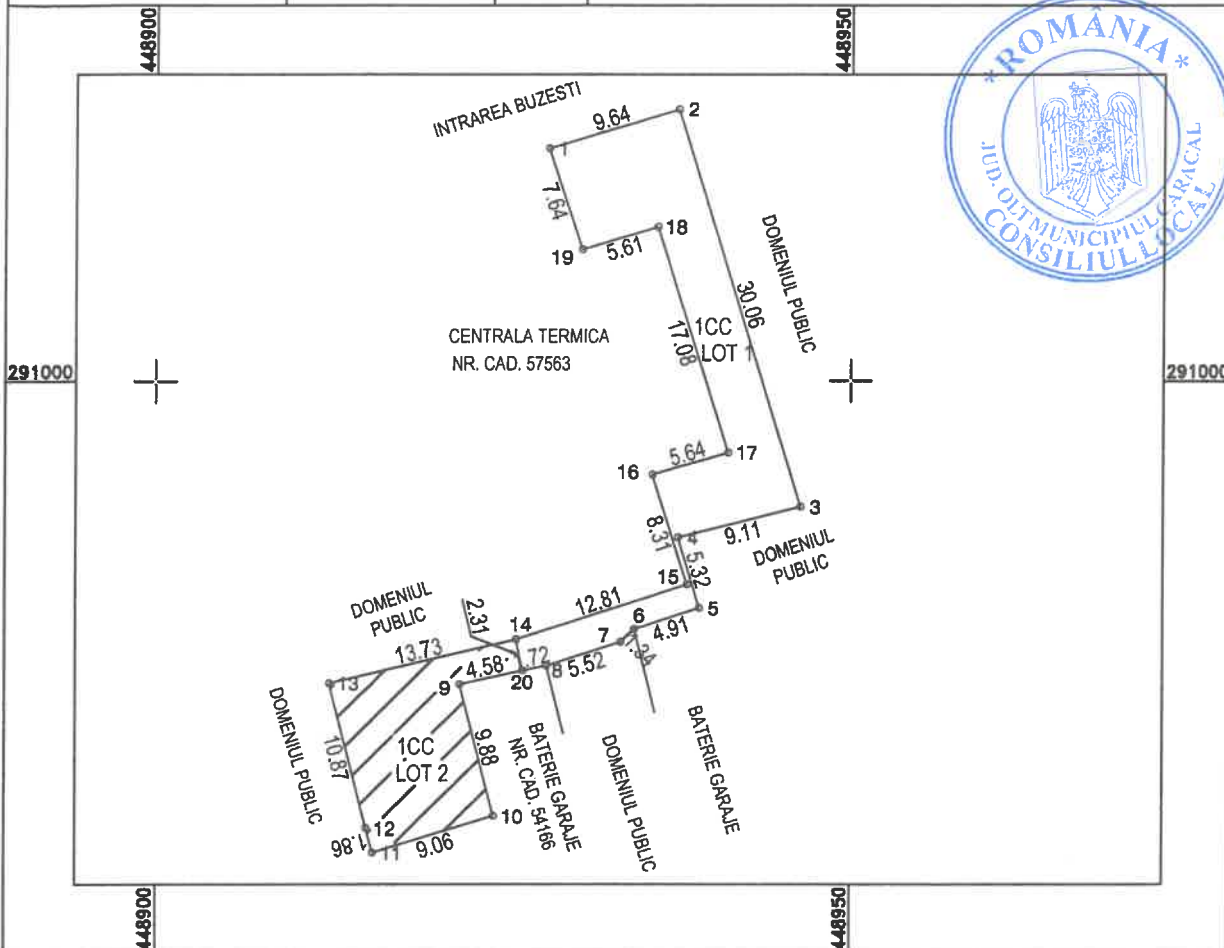 448900
448950
*ROMÂNIA*
JUD. OLT MUNICIPIUL CARACAL
CONSILIUL LOCAL
INTRAREA BUZESTI
9.64
2
1
7.64
18
19
5.61
DOMENIUL PUBLIC
30.06
17.08
1CC
LOT 1
CENTRALA TERMICA
NR. CAD. 57563
291000
291000
5.64
17
16
3
8.31
4
9.11
5.32
DOMENIUL
PUBLIC
15
5
12.81
DOMENIUL
PUBLIC
2.31
14
6
7
4.91
1.34
13.73
4.58
.72
8
5.52
20
13
9
DOMENIUL PUBLIC
10.87
1CC
LOT 2
9.88
BATERIE GARAJE
NR. CAD. 54166
DOMENIUL PUBLIC
BATERIE GARAJE
12
10
1.86
11
9.06
448900
448950